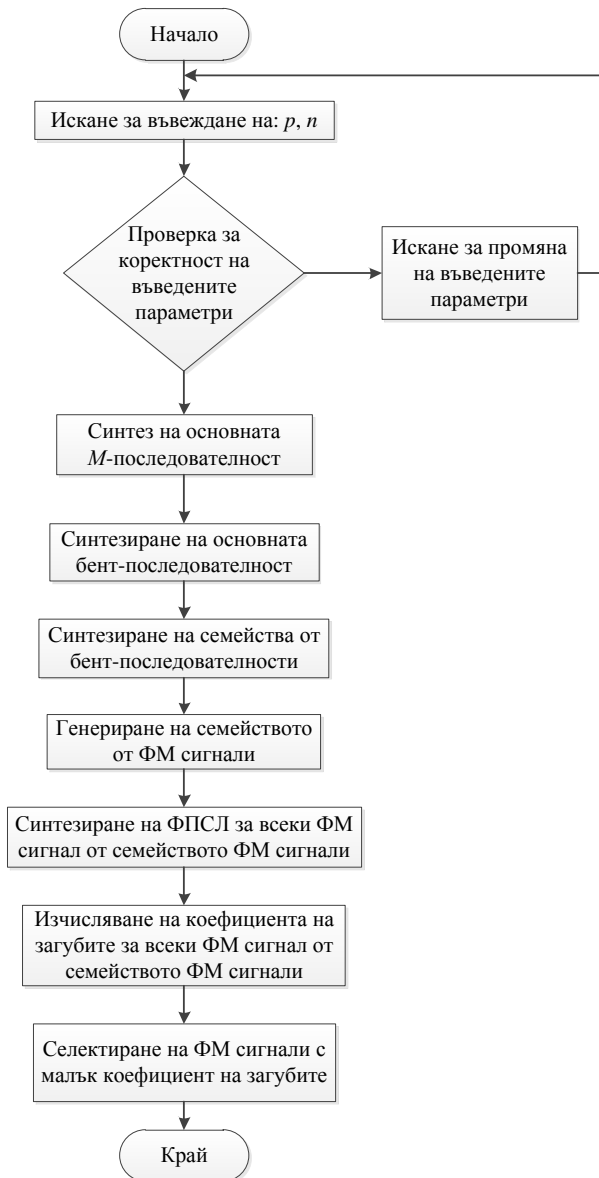 Начало
Искане за въвеждане на: p, n
Проверка за
коректност на
въведените
параметри
Искане за промяна
на въведените
параметри
Синтез на основната
M-последователност
Синтезиране на основната
бент-последователност
Синтезиране на семейства от
бент-последователности
Генериране на семейството
от ФМ сигнали
Синтезиране на ФПСЛ за всеки ФМ
сигнал от семейството ФМ сигнали
Изчисляване на коефициента на
загубите за всеки ФМ сигнал от
семейството ФМ сигнали
Селектиране на ФМ сигнали с
малък коефициент на загубите
Край